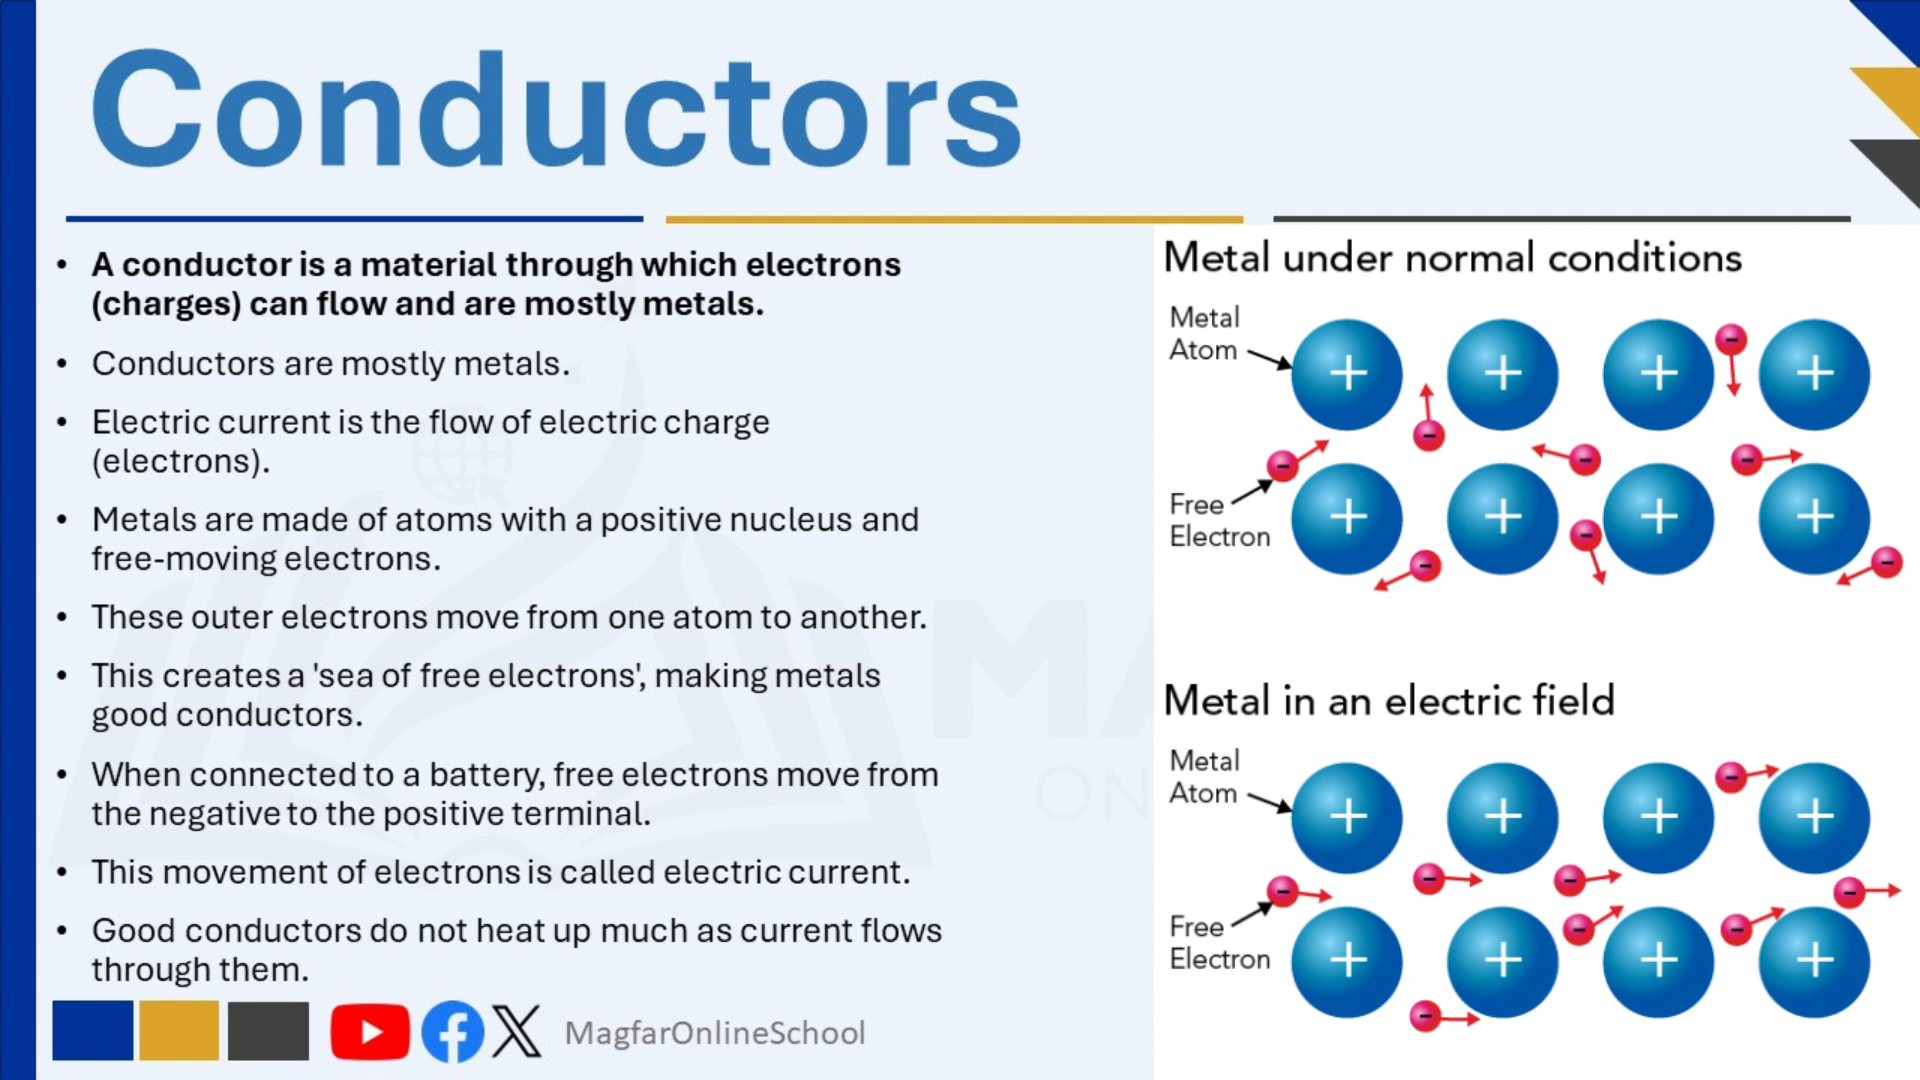 Conductors
• A conductor is a material through which electrons
(charges) can flow and are mostly metals.
• Conductors are mostly metals.
• Electric current is the flow of electric charge
(electrons).
• Metals are made of atoms with a positive nucleus and
free-moving electrons.
• These outer electrons move from one atom to another.
• This creates a 'sea of free electrons', making metals
good conductors.
• When connected to a battery, free electrons move from
the negative to the positive terminal.
• This movement of electrons is called electric current.
• Good conductors do not heat up much as current flows
through them.
MagfarOnlineSchool
Metal under normal conditions
Metal
Atom
Free
Electron
Metal in an electric field
Metal
Atom
Free
Electron